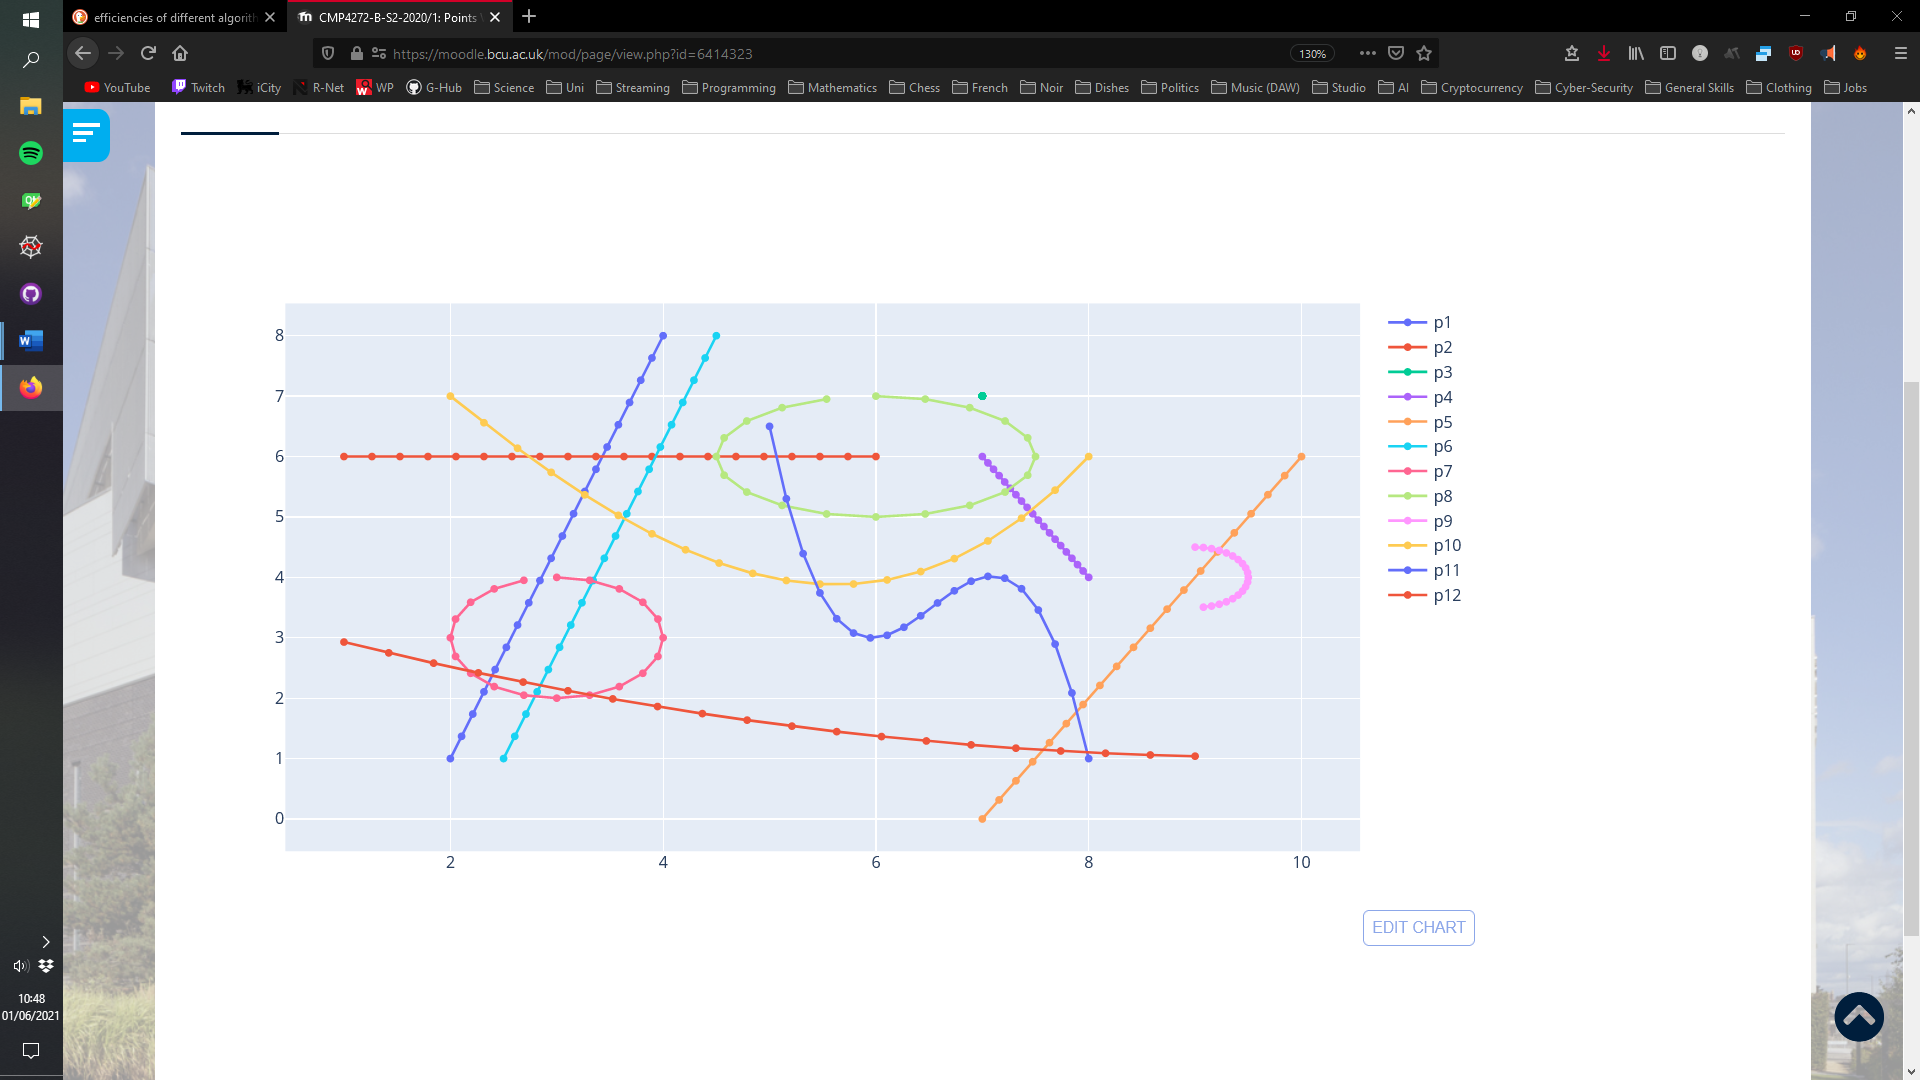 efficiencies of different algorith
CMP4272-B-S2-2020/1: Points
https://moodle.bcu.ac.uk/mod/page/view.php?id=6414323
130%
YouTube Twitch iCity R-Net WP G-Hub Science Uni Streaming Programming Mathematics Chess French Noir Dishes Politics Music (DAW) Studio AI Cryptocurrency Cyber-Security General Skills Clothing Jobs
8
7
6
5
4
3
2
1
0
2 4 6 8 10
p1
p2
p3
p4
p5
p6
p7
p8
p9
p10
p11
p12
EDIT CHART
10:48
01/06/2021